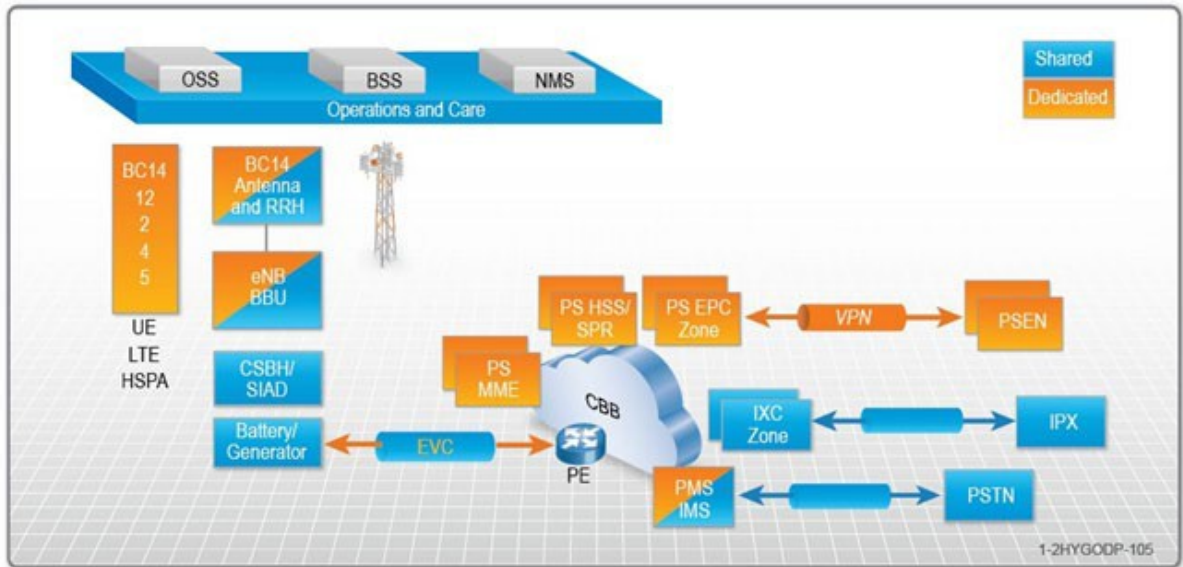 OSS
BSS
NMS
Operations and Care
Shared
Dedicated
BC14
12
2
4
5
UE
LTE
HSPA
BC14
Antenna
and RRH
eNB
BBU
CSBH/
SIAD
Battery/
Generator
EVC
PE
CBB
PS
MME
PS HSS/
SPR
PS EPC
Zone
VPN
PSEN
IXC
Zone
IPX
PMS
IMS
PSTN
1-2HYGODP-105